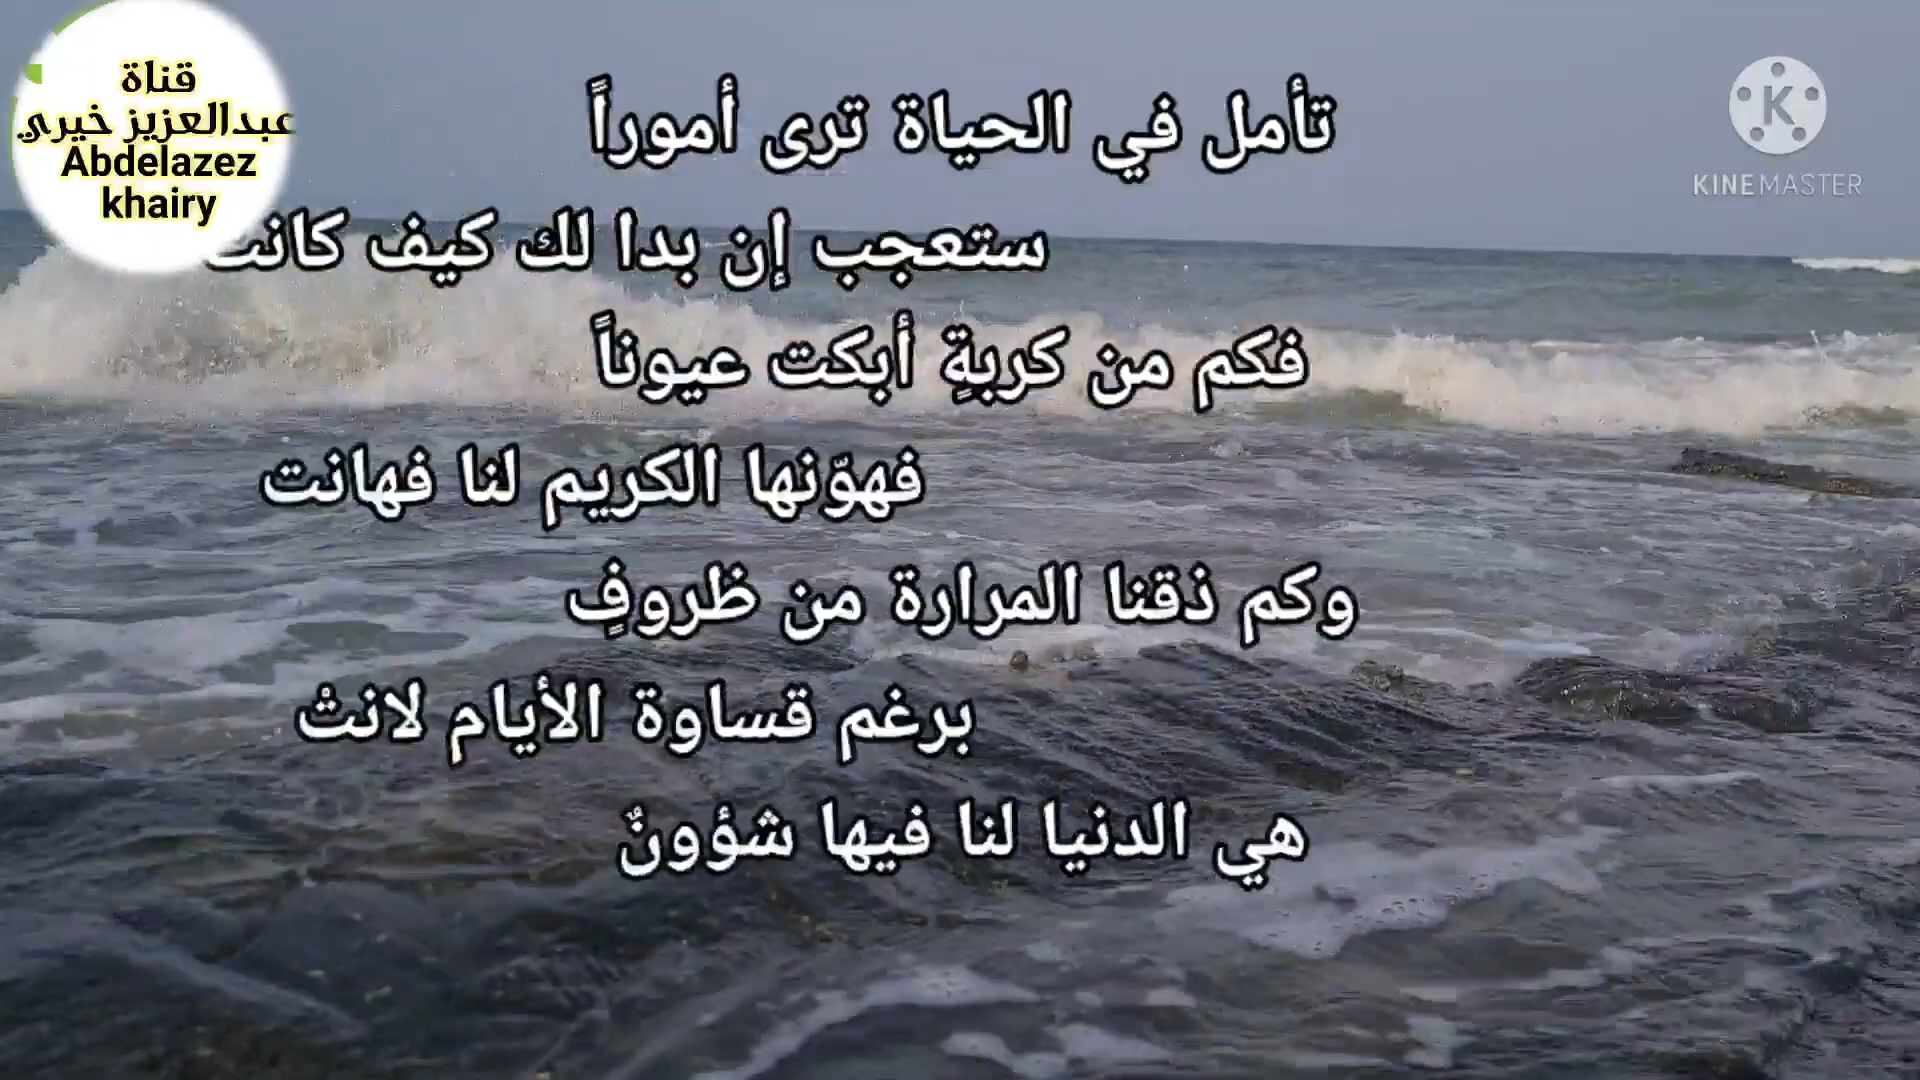 قناة
عبدالعزيز خيري
Abdelazez
khairy
KINEMASTER
تأمل في الحياة ترى أموراً
ستعجب إن بدا لك كيف كانت
فكم من كربةٍ أبكت عيوناً
فهوّنها الكريم لنا فهانت
وكم ذقنا المرارة من ظروفٍ
برغم قساوة الأيام لانتْ
هي الدنيا لنا فيها شؤونٌ